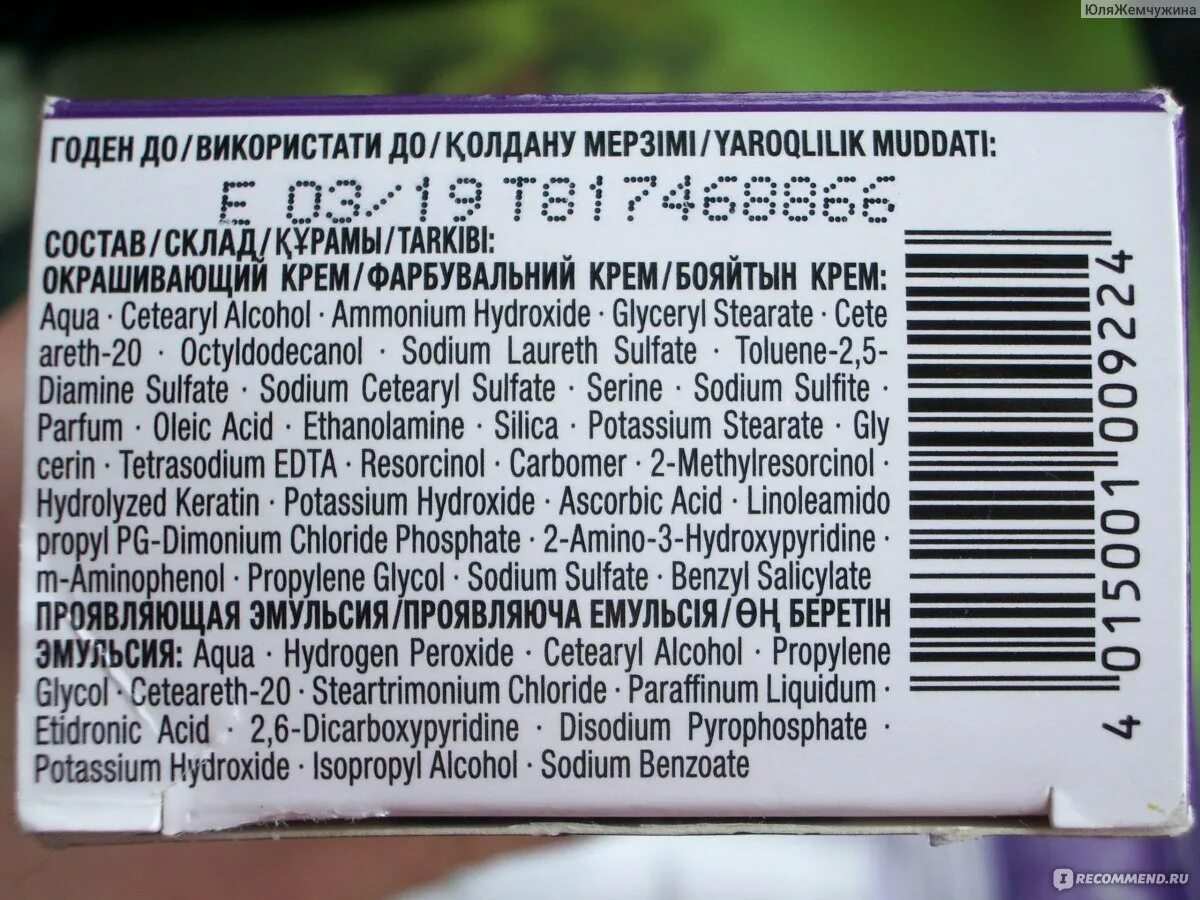 ЮляЖемчужина
ГОДЕН ДО/ВИКОРИСТАТИ ДО/ҚОЛДАНУ МЕРЗІМІ/YAROQLILIK MUDDATI:
E 03/19 T817468866
СОСТАВ/СКЛАД/ҚҰРАМЫ/TARKIBI:
ОКРАШИВАЮЩИЙ КРЕМ/ФАРБУВАЛЬНИЙ КРЕМ/БОЯЙТЫН КРЕМ:
Aqua · Cetearyl Alcohol · Ammonium Hydroxide · Glyceryl Stearate · Cete
areth-20 · Octyldodecanol · Sodium Laureth Sulfate · Toluene-2,5-
Diamine Sulfate · Sodium Cetearyl Sulfate · Serine · Sodium Sulfite ·
Parfum · Oleic Acid · Ethanolamine · Silica · Potassium Stearate · Gly
cerin · Tetrasodium EDTA · Resorcinol · Carbomer · 2-Methylresorcinol ·
Hydrolyzed Keratin · Potassium Hydroxide · Ascorbic Acid · Linoleamido
propyl PG-Dimonium Chloride Phosphate · 2-Amino-3-Hydroxypyridine ·
m-Aminophenol · Propylene Glycol · Sodium Sulfate · Benzyl Salicylate
ПРОЯВЛЯЮЩАЯ ЭМУЛЬСИЯ/ПРОЯВЛЯЮЧА ЕМУЛЬСІЯ/ӨҢ БЕРЕТІН
ЭМУЛЬСИЯ: Aqua · Hydrogen Peroxide · Cetearyl Alcohol · Propylene
Glycol · Ceteareth-20 · Steartrimonium Chloride · Paraffinum Liquidum ·
Etidronic Acid · 2,6-Dicarboxypyridine · Disodium Pyrophosphate ·
Potassium Hydroxide · Isopropyl Alcohol · Sodium Benzoate
4 015001 009224
I RECOMMEND.RU